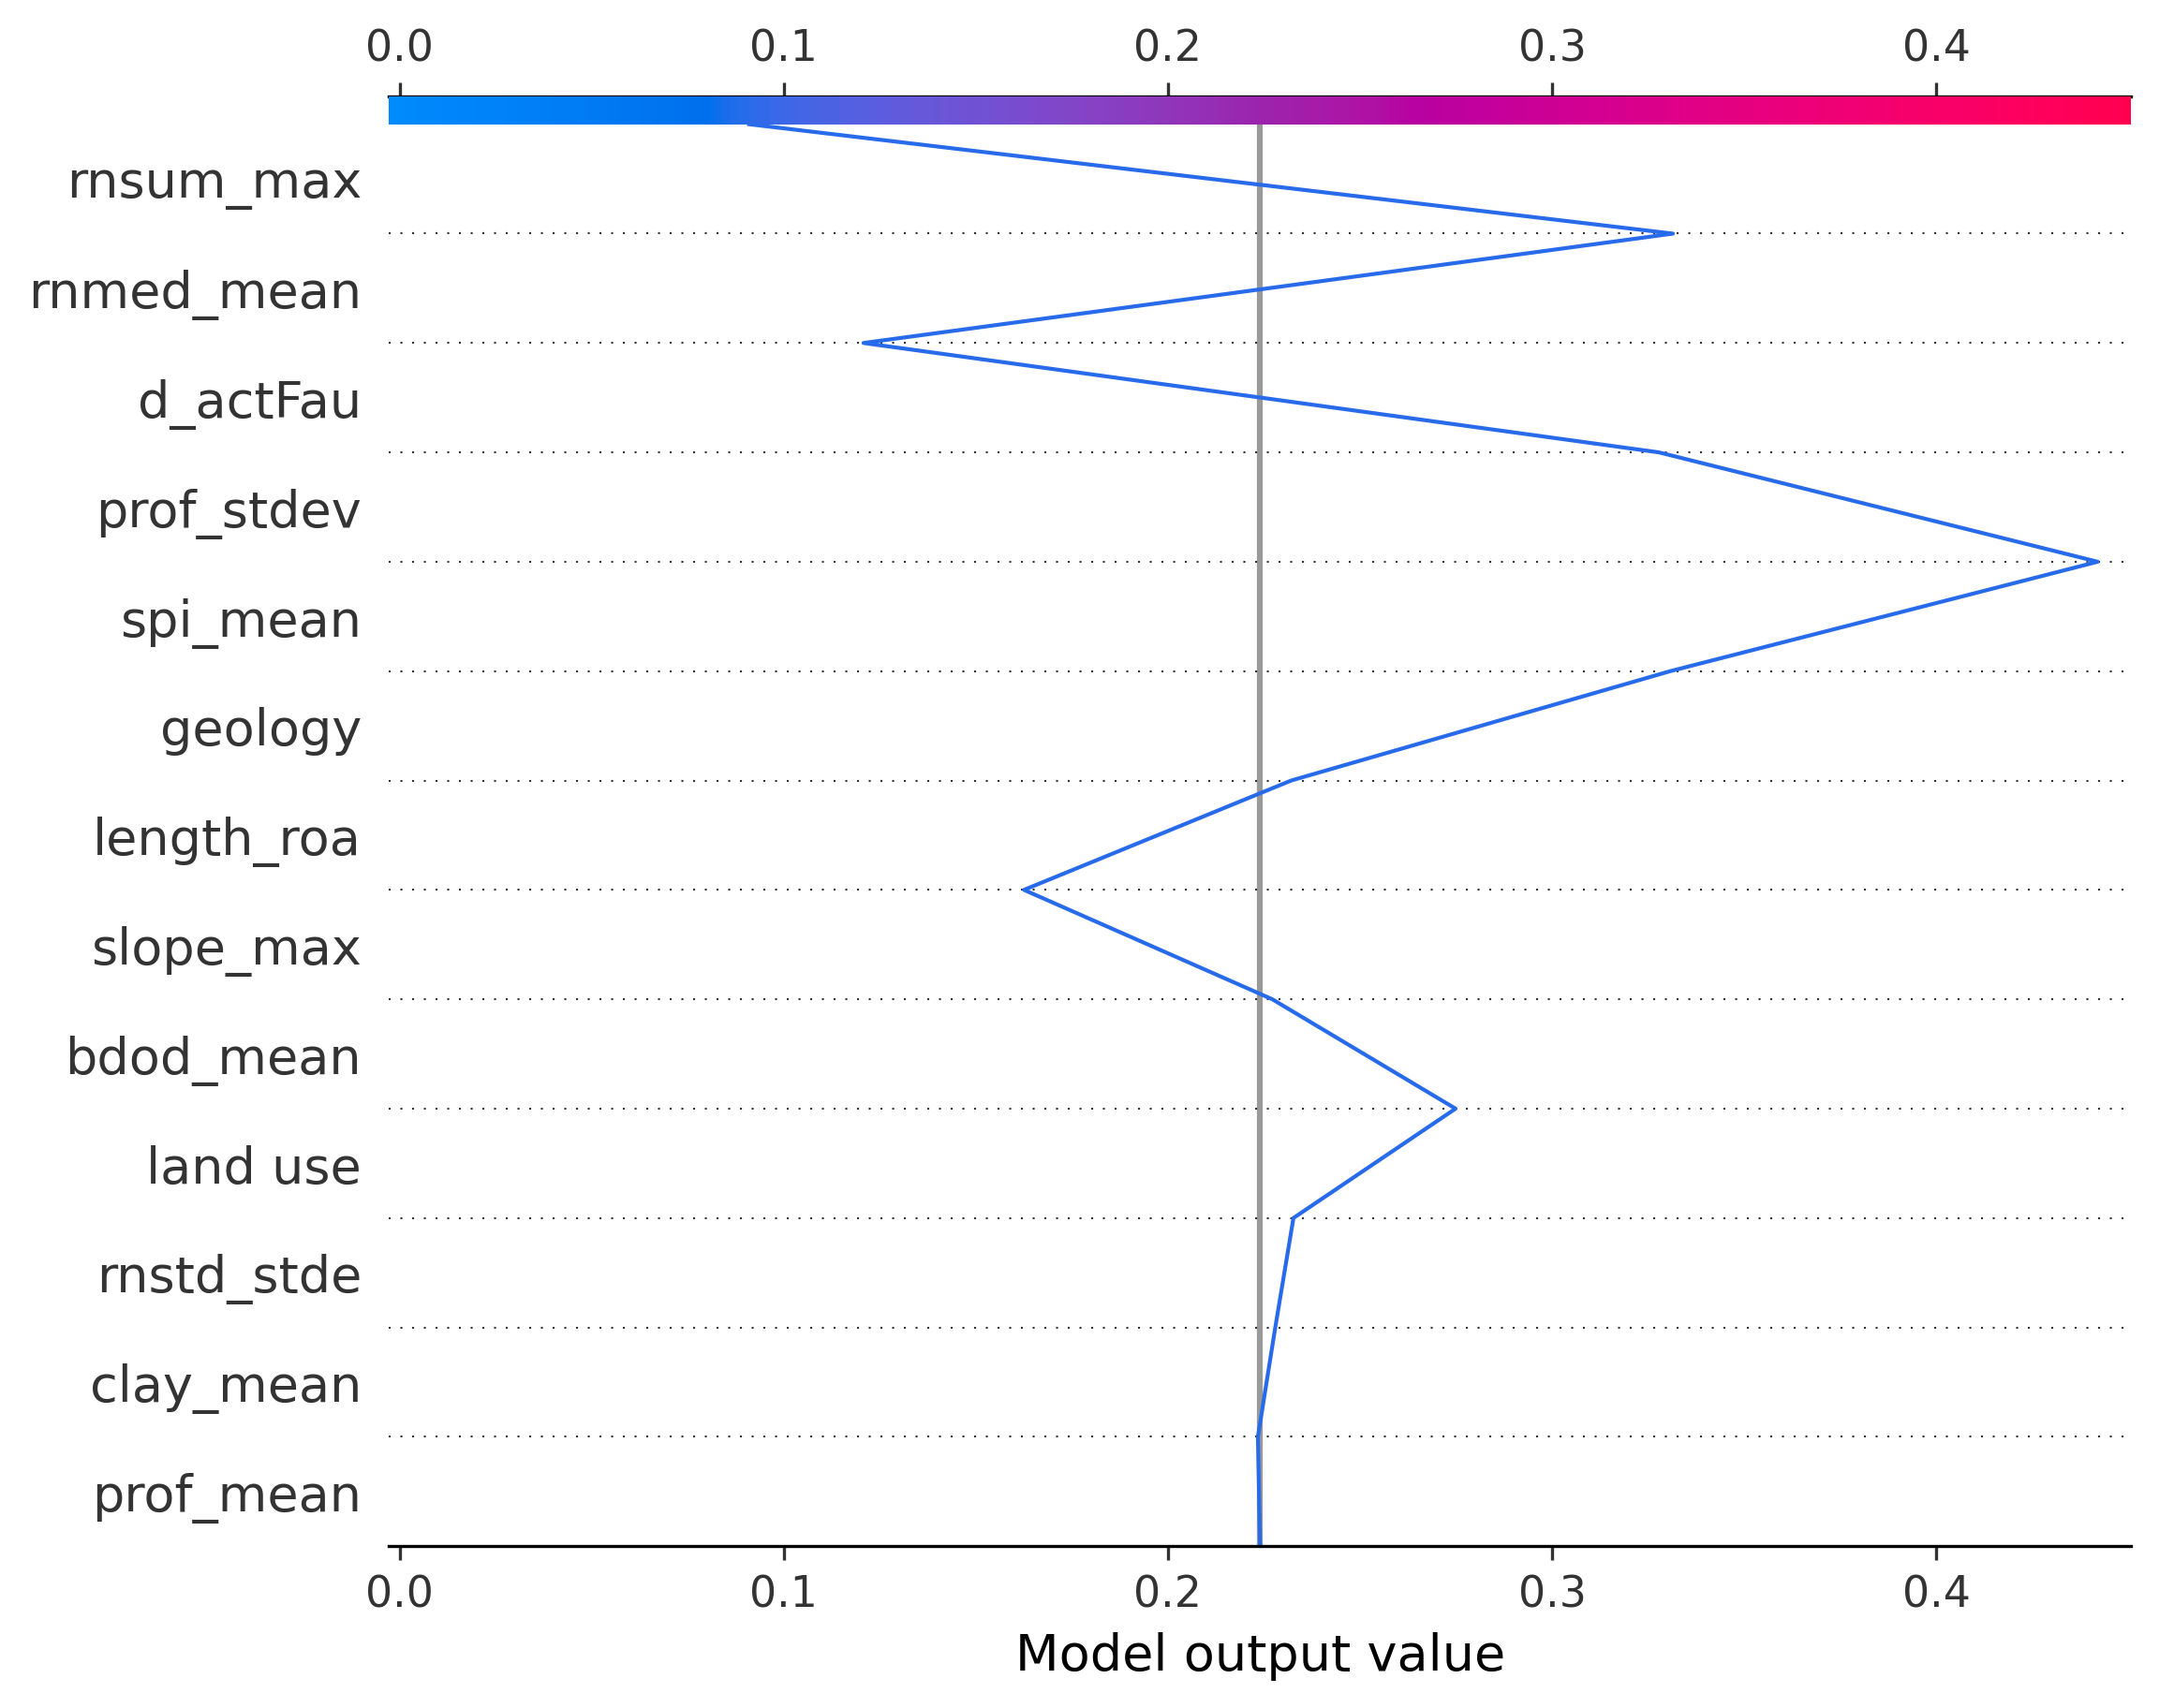 0.0 0.1 0.2 0.3 0.4
rnsum_max
rnmed_mean
d_actFau
prof_stdev
spi_mean
geology
length_roa
slope_max
bdod_mean
land use
rnstd_stde
clay_mean
prof_mean
0.0 0.1 0.2 0.3 0.4
Model output value